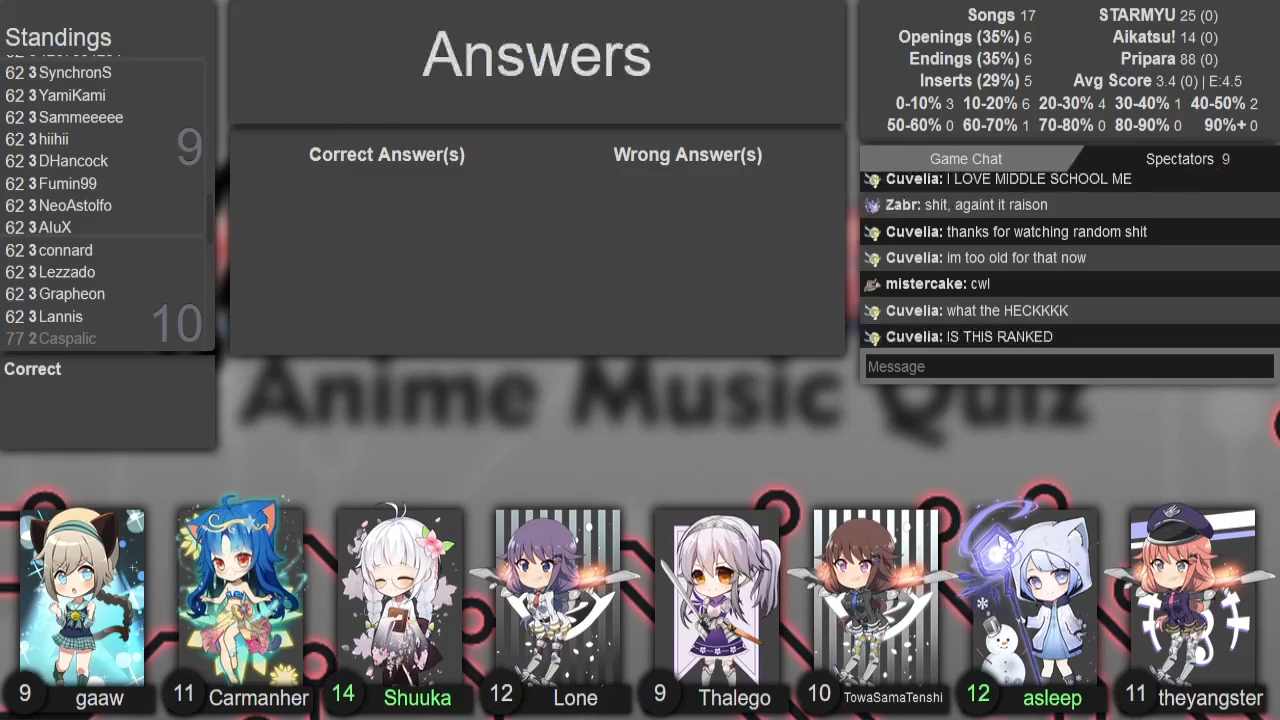 Standings
62 3 SynchronS
62 3 YamiKami
62 3 Sammeeeee
62 3 hiihii
62 3 DHancock
9
62 3 Fumin99
62 3 NeoAstolfo
62 3 AluX
62 3 connard
62 3 Lezzado
62 3 Grapheon
62 3 Lannis
10
77 2 Caspalic
Correct
Answers
Correct Answer(s)
Wrong Answer(s)
Songs 17
Openings (35%) 6
Endings (35%) 6
Inserts (29%) 5
STARMYU 25 (0)
Aikatsu! 14 (0)
Pripara 88 (0)
Avg Score 3.4 (0) | E:4.5
0-10% 3 10-20% 6 20-30% 4 30-40% 1 40-50% 2
50-60% 0 60-70% 1 70-80% 0 80-90% 0 90%+ 0
Game Chat
Spectators 9
Cuvelia: I LOVE MIDDLE SCHOOL ME
Zabr: shit, againt it raison
Cuvelia: thanks for watching random shit
Cuvelia: im too old for that now
mistercake: cwl
Cuvelia: what the HECKKKK
Cuvelia: IS THIS RANKED
Message
Anime Music Quiz
9 gaaw
11 Carmanher
14 Shuuka
12 Lone
9 Thalego
10 TowaSamaTenshi
12 asleep
11 theyangster